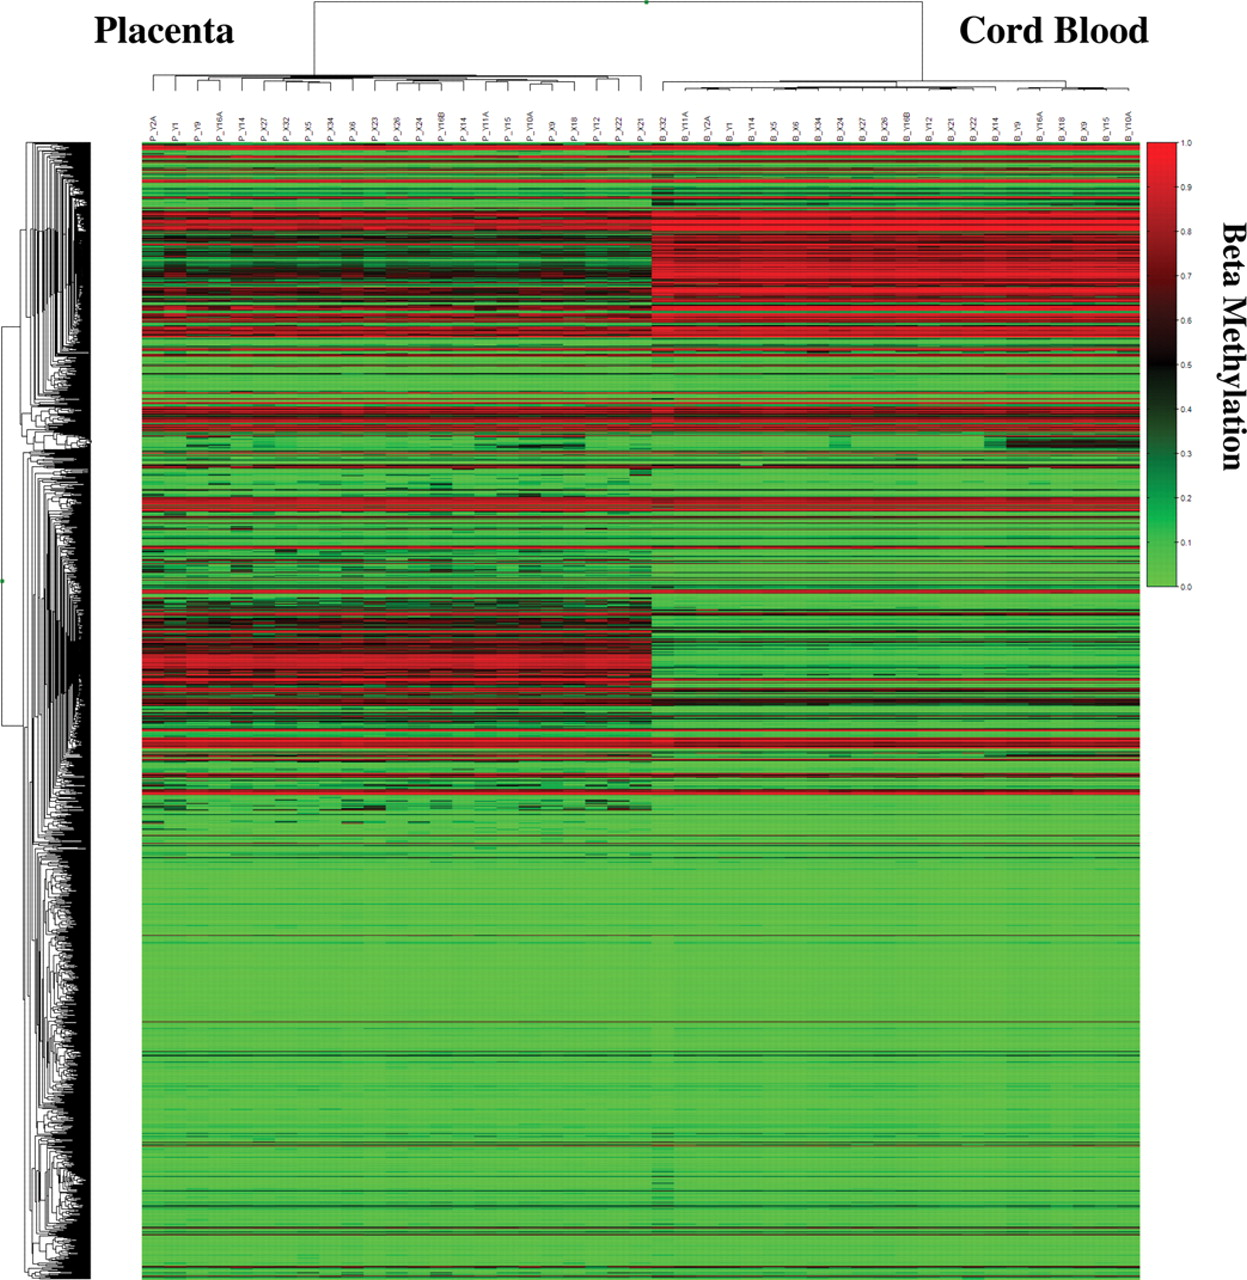 Placenta
Cord Blood
P_Y2A
P_Y1
P_Y9
P_Y16A
P_Y14
P_X27
P_X32
P_X5
P_X34
P_X6
P_X23
P_X26
P_X24
P_Y16B
P_X14
P_Y11A
P_Y15
P_Y10A
P_X9
P_X18
P_Y12
P_X22
P_X21
B_X32
B_Y11A
B_Y2A
B_Y1
B_Y14
B_X5
B_X6
B_X34
B_X24
B_X27
B_X26
B_Y16B
B_Y12
B_X21
B_X22
B_X14
B_Y9
B_Y16A
B_X18
B_X9
B_Y15
B_Y10A
1.0
0.9
0.8
0.7
0.6
0.5
0.4
0.3
0.2
0.1
0.0
Beta Methylation